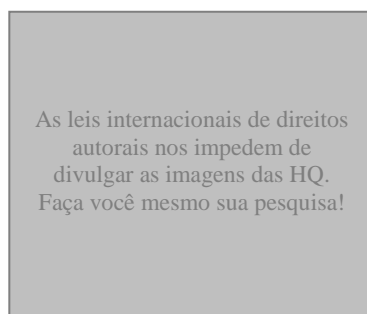 As leis internacionais de direitos
autorais nos impedem de
divulgar as imagens das HQ.
Faça você mesmo sua pesquisa!